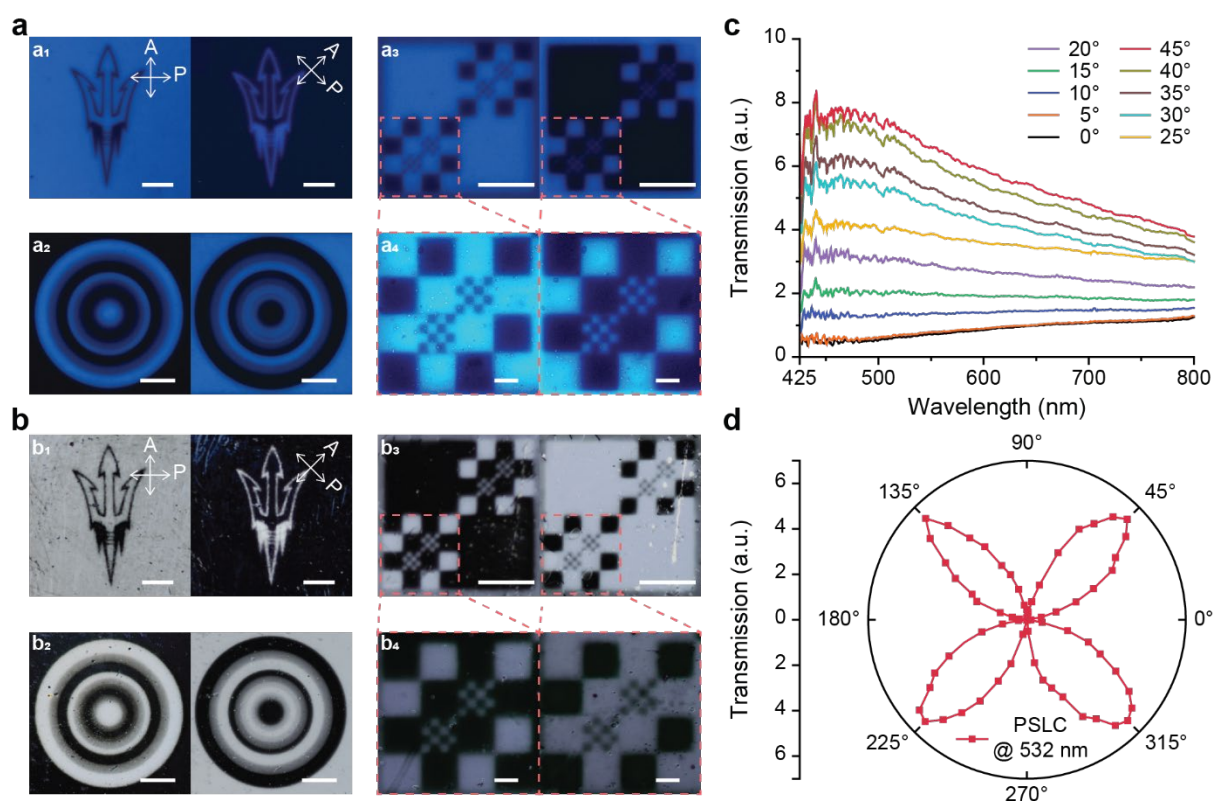 a
a₁
A
P
A
P
a₃
a₂
a₄
b
b₁
A
P
A
P
b₃
b₂
b₄
c
10
8
6
4
2
0
Transmission (a.u.)
20° 45°
15° 40°
10° 35°
5° 30°
0° 25°
425 500 600 700 800
Wavelength (nm)
d
6
4
2
0
2
4
6
Transmission (a.u.)
90°
135° 45°
180° 0°
225° 315°
270°
PSLC
@ 532 nm